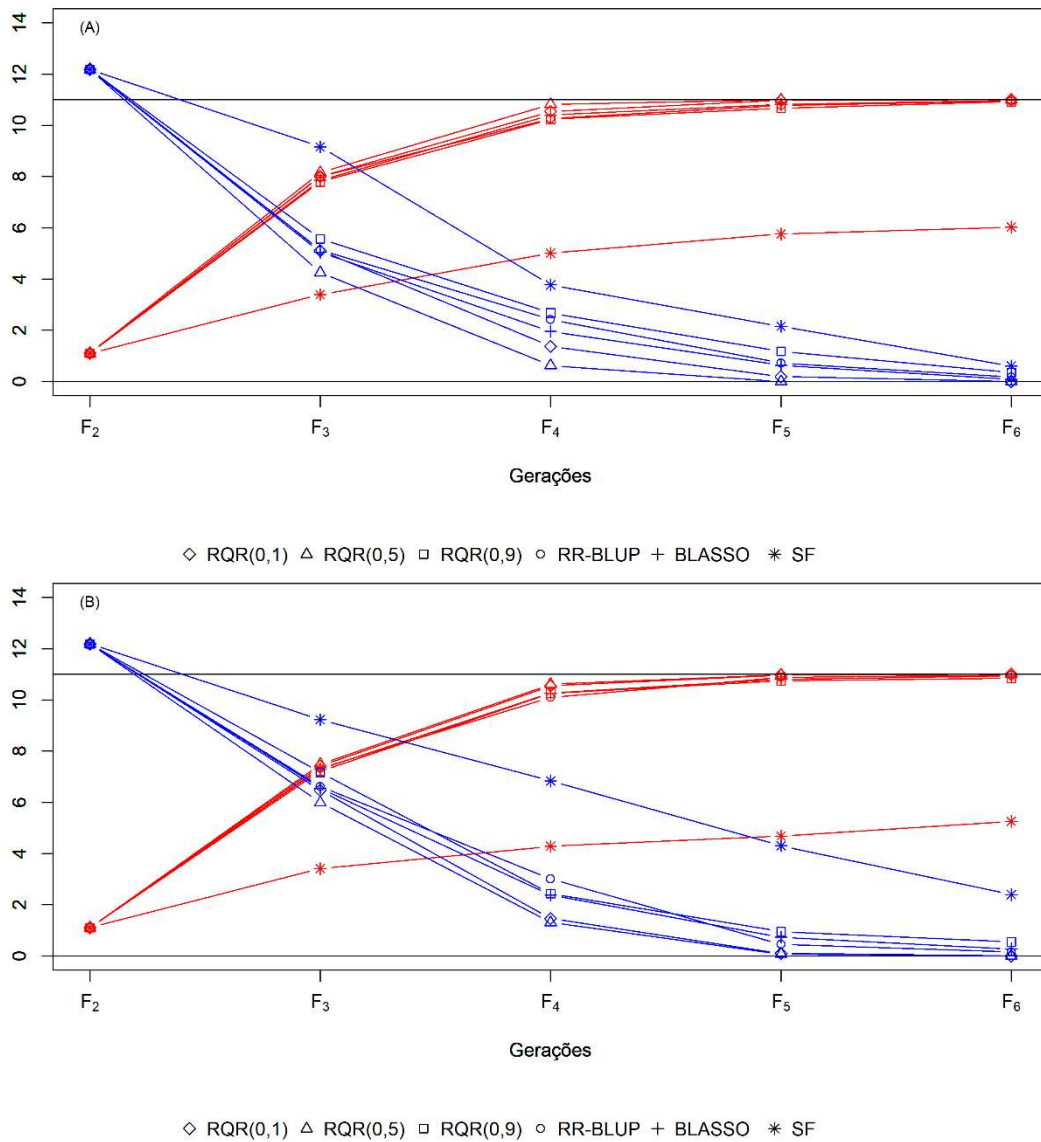 (A)
14
12
10
8
6
4
2
0
F₂ F₃ F₄ F₅ F₆
Gerações
◇ RQR(0,1) △ RQR(0,5) □ RQR(0,9) ○ RR-BLUP + BLASSO ✳ SF
(B)
14
12
10
8
6
4
2
0
F₂ F₃ F₄ F₅ F₆
Gerações
◇ RQR(0,1) △ RQR(0,5) □ RQR(0,9) ○ RR-BLUP + BLASSO ✳ SF